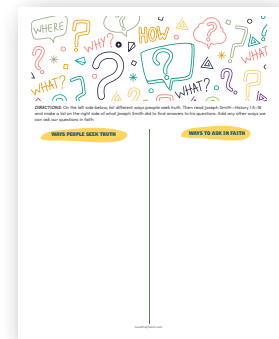 WHERE
WHY?
HOW
WHAT
WHAT?
WHAT?
DIRECTIONS: On the left side below, list different ways people seek truth. Then read Joseph Smith—History 1:5–18
and make a list on the right side of what Joseph Smith did to find answers to his questions. Add any other ways we
can ask our questions in faith.
WAYS PEOPLE SEEK TRUTH
WAYS TO ASK IN FAITH